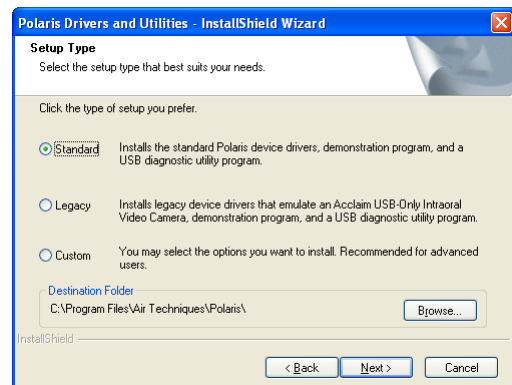 Polaris Drivers and Utilities - InstallShield Wizard
Setup Type
Select the setup type that best suits your needs.
Click the type of setup you prefer.
Standard
Installs the standard Polaris device drivers, demonstration program, and a
USB diagnostic utility program.
Legacy
Installs legacy device drivers that emulate an Acclaim USB-Only Intraoral
Video Camera, demonstration program, and a USB diagnostic utility program.
Custom
You may select the options you want to install. Recommended for advanced
users.
Destination Folder
C:\Program Files\Air Techniques\Polaris\
Browse...
InstallShield
< Back
Next >
Cancel